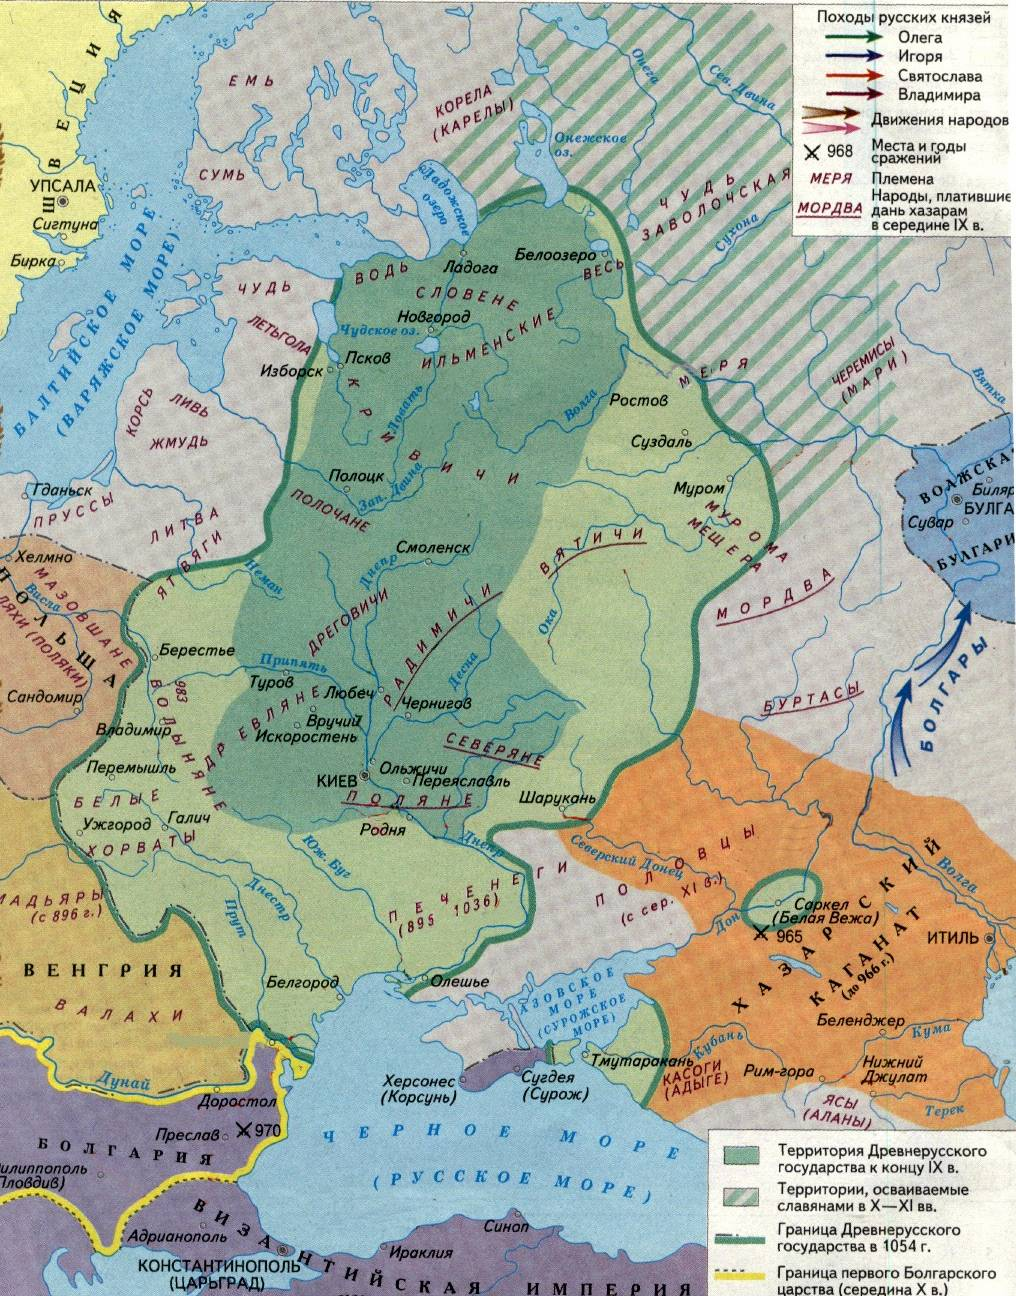 Походы русских князей
Олега
Игоря
Святослава
Владимира
Движения народов
968
Места и годы
сражений
МЕРЯ
Племена
МОРДВА
Народы, платившие
дань хазарам
в середине IX в.
ШВЕЦИЯ
УПСАЛА
Сигтуна
Бирка
БАЛТИЙСКОЕ МОРЕ
(ВАРЯЖСКОЕ МОРЕ)
ЕМЬ
СУМЬ
КОРЕЛА
(КАРЕЛЫ)
Онега
Сев. Двина
Онежское
оз.
Ладожское
озеро
ЧУДЬ
ЗАВОЛОЧСКАЯ
Сухона
Белоозеро
ВЕСЬ
Ладога
ВОДЬ
СЛОВЕНЕ
ИЛЬМЕНСКИЕ
Новгород
ЧУДЬ
ЛЕТЬГОЛА
Чудское оз.
Псков
Изборск
КРИВИЧИ
Ловать
Волга
МЕРЯ
ЧЕРЕМИСЫ
(МАРИ)
Вятка
Ростов
Суздаль
КОРСЬ
ЛИВЬ
ЖМУДЬ
Полоцк
Зап. Двина
ПОЛОЧАНЕ
Муром
МУРОМА
МЕЩЕРА
ВОЛЖСКА
Биляр
Сувар
БУЛГА
БУЛГАРИ
Гданьск
ПРУССЫ
ЛИТВА
ЯТВЯГИ
Хелмно
МАЗОВШАНЕ
Висла
ПОЛЬША
ЛЯХИ (ПОЛЯКИ)
Сандомир
Неман
Смоленск
Днепр
ВЯТИЧИ
Ока
МОРДВА
ДРЕГОВИЧИ
РАДИМИЧИ
Десна
Берестье
Припять
Туров
Любеч
Чернигов
983
ВОЛЫНЯНЕ
ДРЕВЛЯНЕ
Вручий
Искоростень
Владимир
СЕВЕРЯНЕ
БУРТАСЫ
БОЛГАРЫ
Перемышль
КИЕВ
Ольжичи
Переяславль
ПОЛЯНЕ
Шарукань
БЕЛЫЕ
ХОРВАТЫ
Ужгород
Галич
Родня
Днепр
Юж. Буг
Северский Донец
ПОЛОВЦЫ
(с сер. XI в.)
Днестр
Прут
ПЕЧЕНЕГИ
(895 1036)
МАДЬЯРЫ
(с 896 г.)
Дон
Саркел
(Белая Вежа)
965
Волга
ИТИЛЬ
ХАЗАРСКИЙ
КАГАНАТ
(до 966 г.)
ВЕНГРИЯ
ВАЛАХИ
Белгород
Олешье
АЗОВСКОЕ
МОРЕ
(СУРОЖСКОЕ
МОРЕ)
Беленджер
Кума
Тмутаракань
Кубань
КАСОГИ
(АДЫГЕ)
Рим-гора
Нижний
Джулат
ЯСЫ
(АЛАНЫ)
Терек
Херсонес
(Корсунь)
Сугдея
(Сурож)
Дунай
Доростол
Преслав
970
БОЛГАРИЯ
илиппополь
Пловдив)
ЧЕРНОЕ МОРЕ
(РУССКОЕ МОРЕ)
ВИЗАНТИЙСКАЯ ИМПЕРИЯ
Адрианополь
КОНСТАНТИНОПОЛЬ
(ЦАРЬГРАД)
Синоп
Ираклия
Территория Древнерусского
государства к концу IX в.
Территории, осваиваемые
славянами в X—XI вв.
Граница Древнерусского
государства в 1054 г.
Граница первого Болгарского
царства (середина X в.)